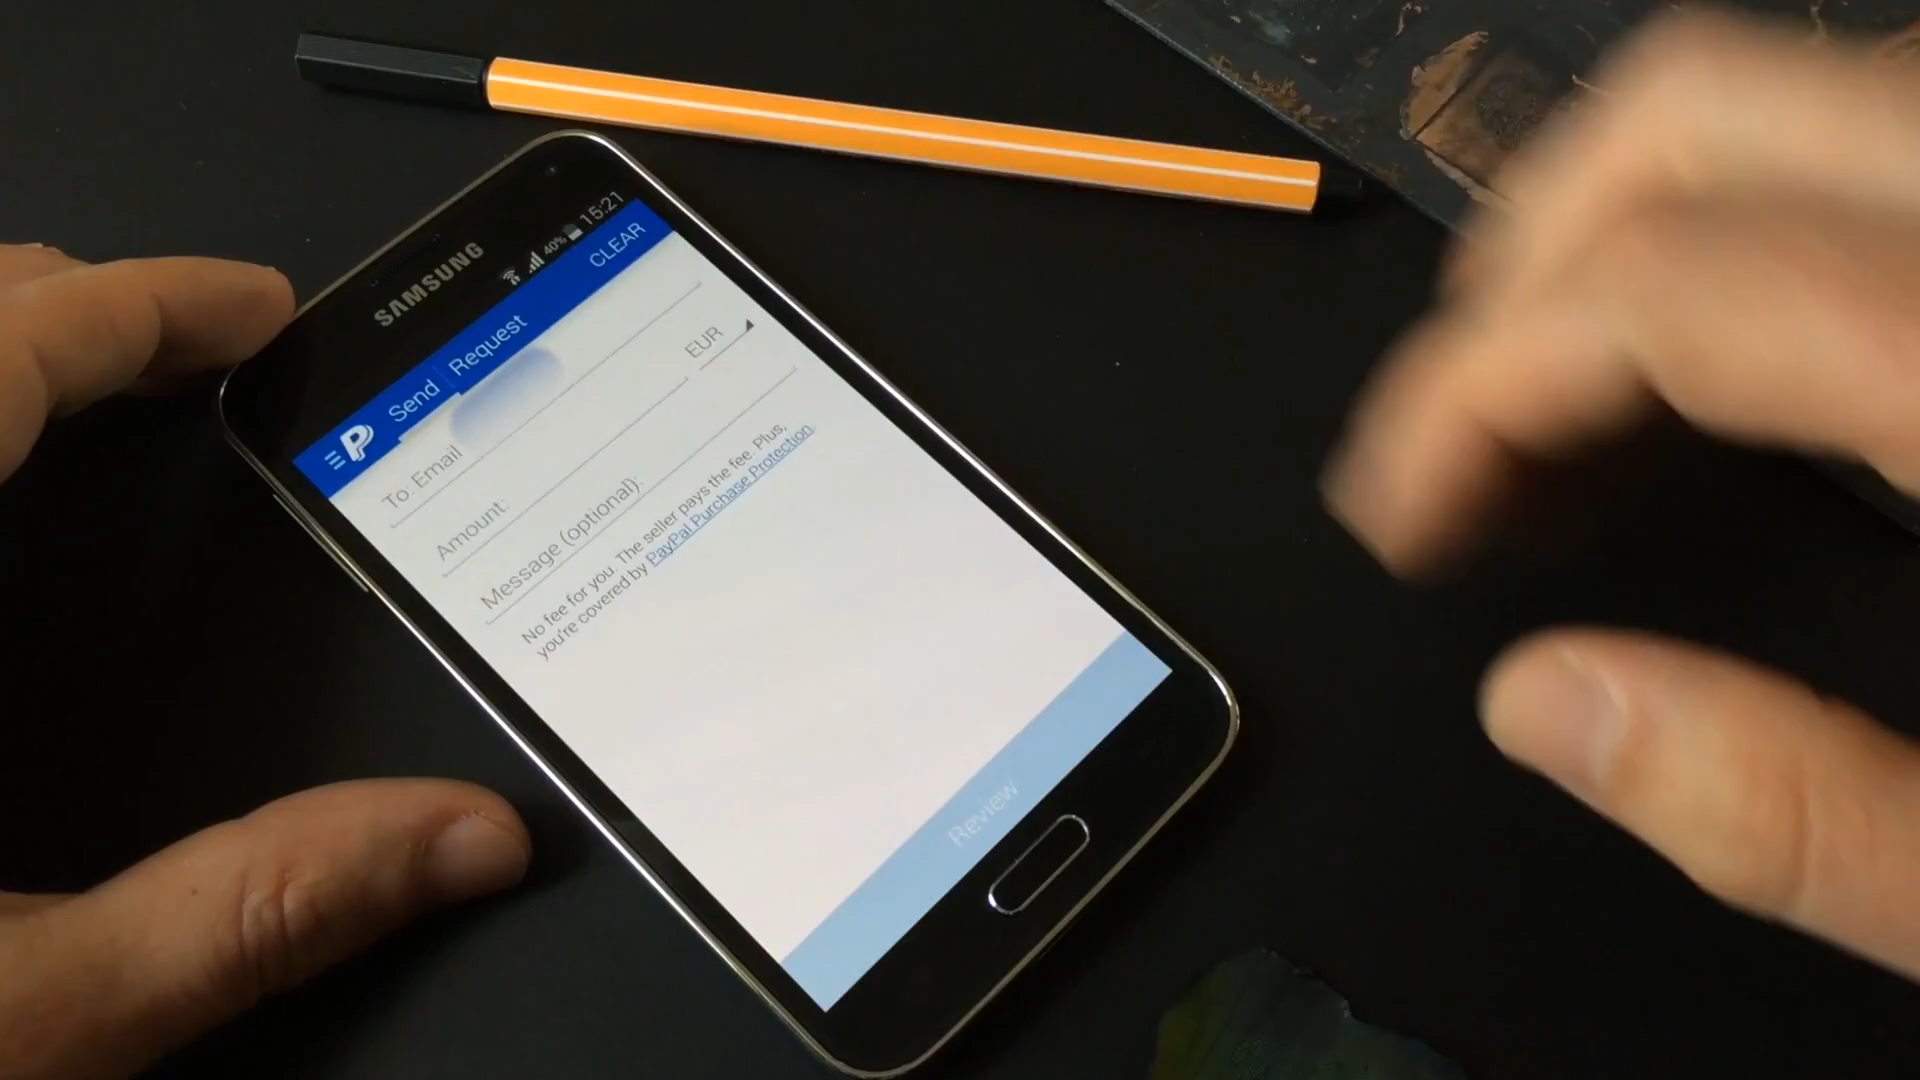 SAMSUNG
40% 15:21
Send Request CLEAR
To: Email
Amount: EUR
Message (optional):
No fee for you. The seller pays the fee. Plus,
you're covered by PayPal Purchase Protection.
Review